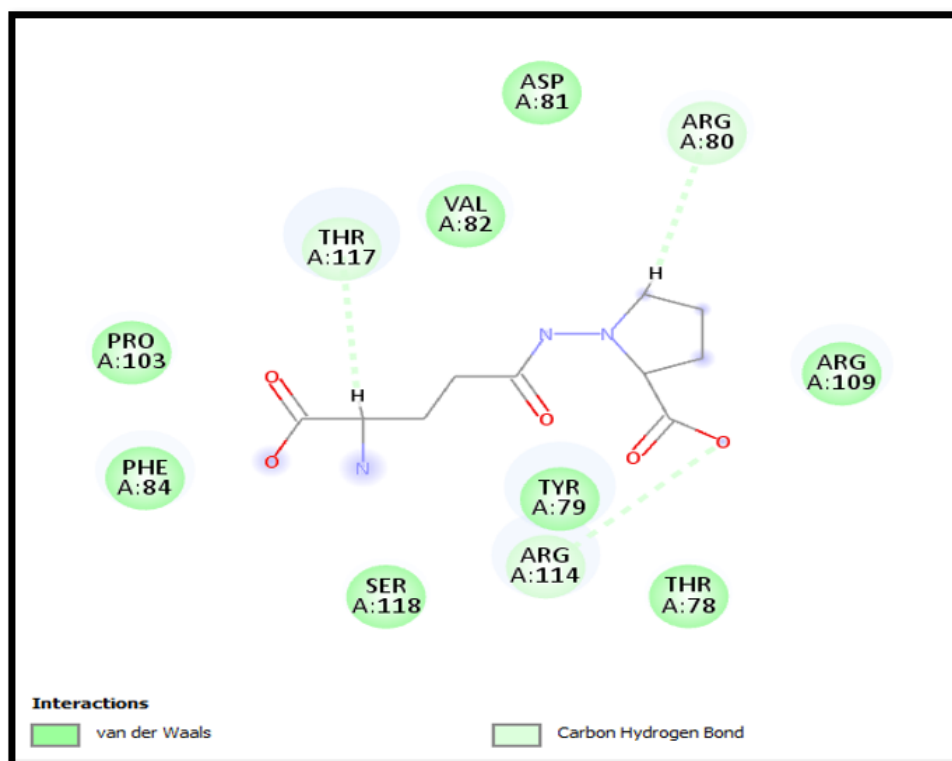 ASP
A:81
ARG
A:80
VAL
A:82
THR
A:117
H
H
PRO
A:103
N
N
ARG
A:109
O
O
O
O
O
N
PHE
A:84
TYR
A:79
ARG
A:114
SER
A:118
THR
A:78
Interactions
van der Waals
Carbon Hydrogen Bond